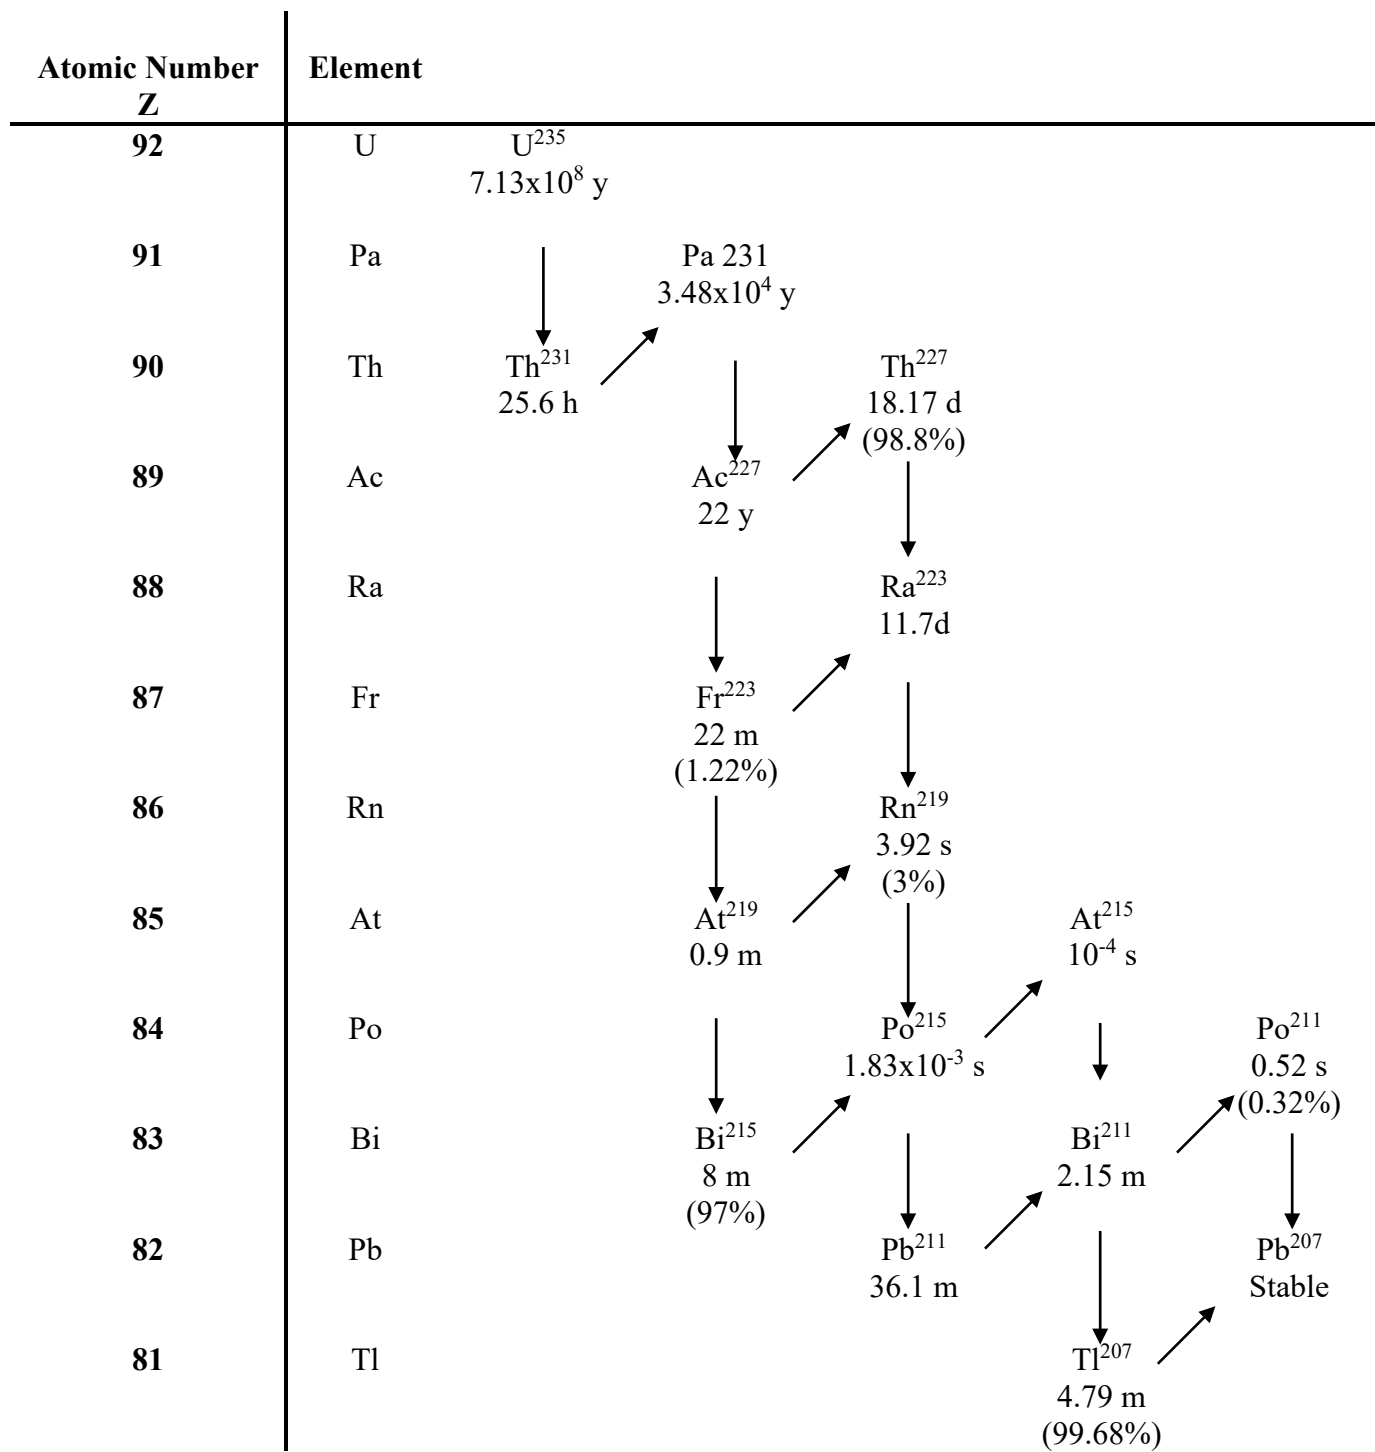 Atomic Number Element
Z
92 U U²³⁵
7.13x10⁸ y
91 Pa Pa 231
3.48x10⁴ y
90 Th Th²³¹ Th²²⁷
25.6 h 18.17 d
(98.8%)
89 Ac Ac²²⁷
22 y
88 Ra Ra²²³
11.7d
87 Fr Fr²²³
22 m
(1.22%)
86 Rn Rn²¹⁹
3.92 s
(3%)
85 At At²¹⁹ At²¹⁵
0.9 m 10⁻⁴ s
84 Po Po²¹⁵ Po²¹¹
1.83x10⁻³ s 0.52 s
(0.32%)
83 Bi Bi²¹⁵ Bi²¹¹
8 m 2.15 m
(97%)
82 Pb Pb²¹¹ Pb²⁰⁷
36.1 m Stable
81 Tl Tl²⁰⁷
4.79 m
(99.68%)